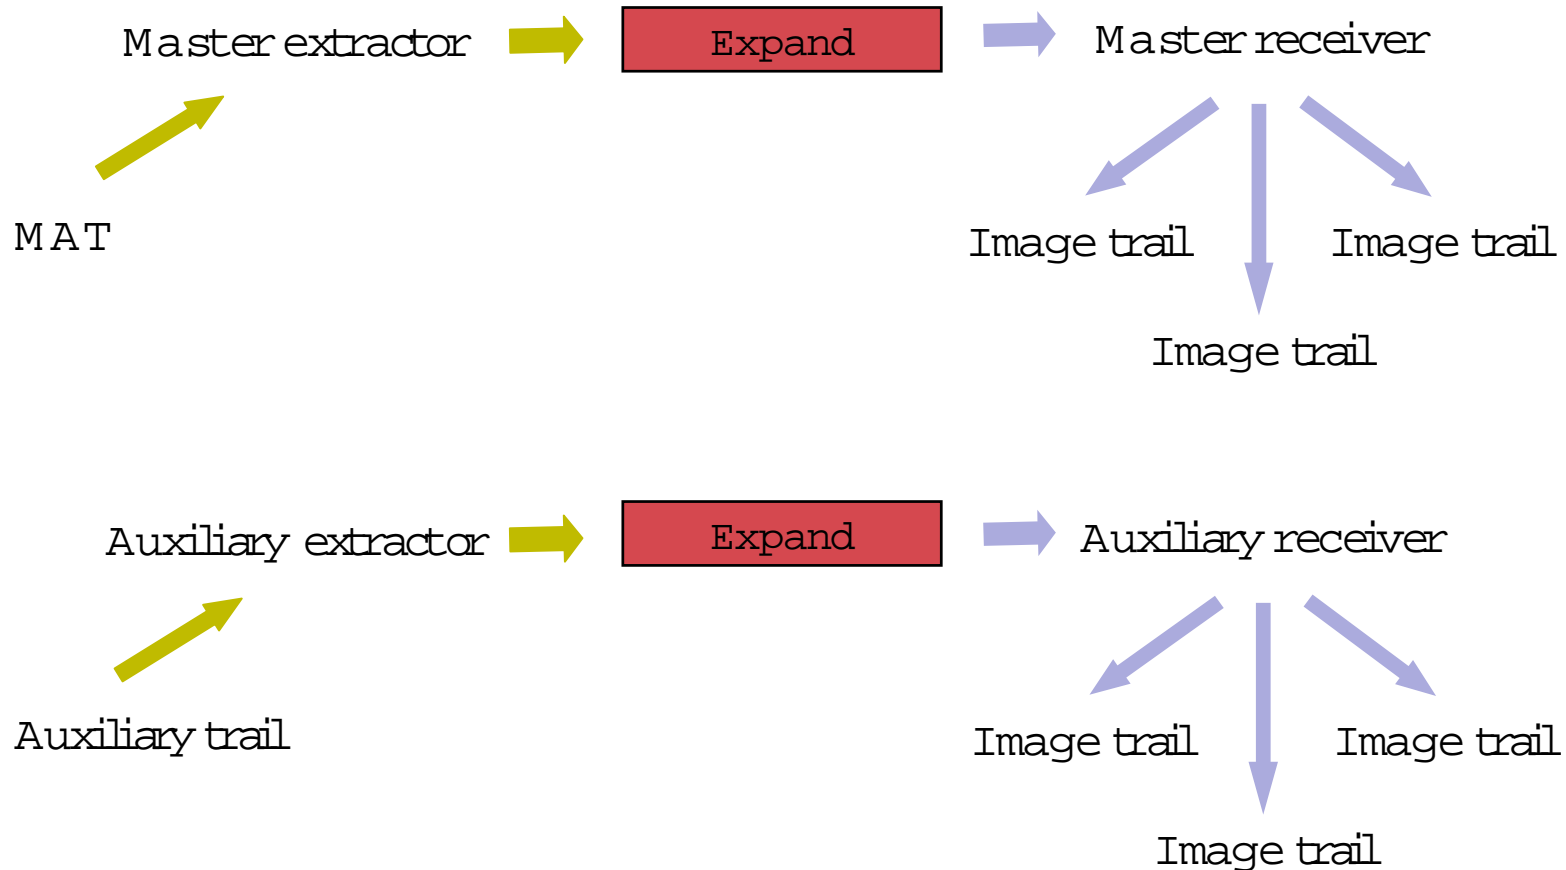 Master extractor Expand Master receiver
MAT
Image trail Image trail
Image trail
Auxiliary extractor Expand Auxiliary receiver
Auxiliary trail
Image trail Image trail
Image trail